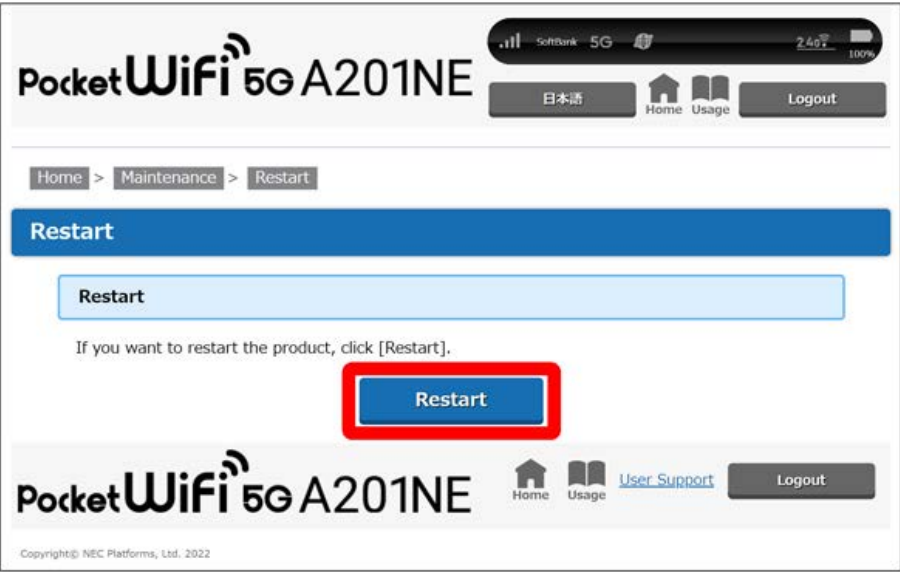 SoftBank 5G 2.4G 100%
Pocket WiFi 5G A201NE
日本語 Home Usage Logout
Home > Maintenance > Restart
Restart
Restart
If you want to restart the product, click [Restart].
Restart
Pocket WiFi 5G A201NE
Home Usage User Support Logout
Copyright© NEC Platforms, Ltd. 2022